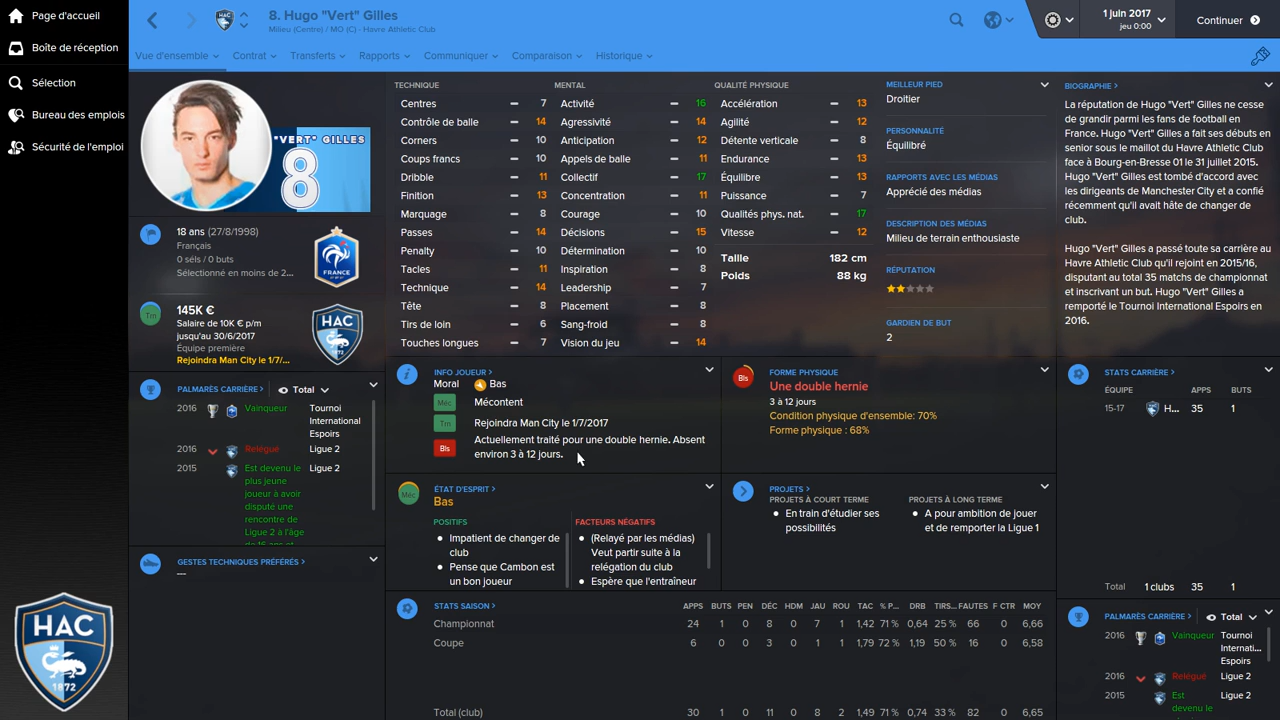 Page d'accueil
Boîte de réception
Sélection
Bureau des emplois
Sécurité de l'emploi
8. Hugo "Vert" Gilles
Milieu (Centre) / MO (C) - Havre Athletic Club
1 juin 2017
jeu 0:00
Continuer
Vue d'ensemble
Contrat
Transferts
Rapports
Communiquer
Comparaison
Historique
"VERT" GILLES
8
18 ans (27/8/1998)
Français
0 séls / 0 buts
Sélectionné en moins de 2...
FRANCE
Trn
145K €
Salaire de 10K € p/m
jusqu'au 30/6/2017
Équipe première
Rejoindra Man City le 1/7/...
HAC
1872
PALMARÈS CARRIÈRE >
Total
2016 Vainqueur Tournoi
International
Espoirs
2016 Relégué Ligue 2
2015 Est devenu le Ligue 2
plus jeune
joueur à avoir
disputé une
rencontre de
Ligue 2 à l'âge
de 16 ans et
GESTES TECHNIQUES PRÉFÉRÉS >
---
HAC
1872
TECHNIQUE
Centres - 7
Contrôle de balle - 14
Corners - 10
Coups francs - 10
Dribble - 11
Finition - 13
Marquage - 8
Passes - 14
Penalty - 10
Tacles - 11
Technique - 14
Tête - 8
Tirs de loin - 6
Touches longues - 7
MENTAL
Activité - 16
Agressivité - 14
Anticipation - 12
Appels de balle - 11
Collectif - 17
Concentration - 11
Courage - 10
Décisions - 15
Détermination - 10
Inspiration - 8
Leadership - 7
Placement - 8
Sang-froid - 8
Vision du jeu - 14
QUALITÉ PHYSIQUE
Accélération - 13
Agilité - 12
Détente verticale - 8
Endurance - 13
Équilibre - 13
Puissance - 7
Qualités phys. nat. - 17
Vitesse - 12
Taille 182 cm
Poids 88 kg
MEILLEUR PIED
Droitier
PERSONNALITÉ
Équilibré
RAPPORTS AVEC LES MÉDIAS
Apprécié des médias
DESCRIPTION DES MÉDIAS
Milieu de terrain enthousiaste
RÉPUTATION
GARDIEN DE BUT
2
BIOGRAPHIE >
La réputation de Hugo "Vert" Gilles ne cesse
de grandir parmi les fans de football en
France. Hugo "Vert" Gilles a fait ses débuts en
senior sous le maillot du Havre Athletic Club
face à Bourg-en-Bresse 01 le 31 juillet 2015.
Hugo "Vert" Gilles est tombé d'accord avec
les dirigeants de Manchester City et a confié
récemment qu'il avait hâte de changer de
club.
Hugo "Vert" Gilles a passé toute sa carrière au
Havre Athletic Club qu'il rejoint en 2015/16,
disputant au total 35 matchs de championnat
et inscrivant un but. Hugo "Vert" Gilles a
remporté le Tournoi International Espoirs en
2016.
INFO JOUEUR >
Moral Bas
Méc Mécontent
Trn Rejoindra Man City le 1/7/2017
Bls Actuellement traité pour une double hernie. Absent
environ 3 à 12 jours.
Bls
FORME PHYSIQUE
Une double hernie
3 à 12 jours
Condition physique d'ensemble: 70%
Forme physique : 68%
STATS CARRIÈRE >
ÉQUIPE APPS BUTS
15-17 H... 35 1
Total 1 clubs 35 1
Méc
ÉTAT D'ESPRIT >
Bas
POSITIFS
Impatient de changer de
club
Pense que Cambon est
un bon joueur
FACTEURS NÉGATIFS
(Relayé par les médias)
Veut partir suite à la
relégation du club
Espère que l'entraîneur
PROJETS >
PROJETS À COURT TERME
En train d'étudier ses
possibilités
PROJETS À LONG TERME
A pour ambition de jouer
et de remporter la Ligue 1
STATS SAISON > APPS BUTS PEN DÉC HDM JAU ROU TAC % P... DRB TIRS... FAUTES F CTR MOY
Championnat 24 1 0 8 0 7 1 1,42 71 % 0,64 25 % 66 0 6,66
Coupe 6 0 0 3 0 1 1 1,79 72 % 1,19 50 % 16 0 6,58
Total (club) 30 1 0 11 0 8 2 1,49 71 % 0,74 33 % 82 0 6,65
PALMARÈS CARRIÈRE > Total
2016 Vainqueur Tournoi
Internati...
Espoirs
2016 Relégué Ligue 2
2015 Est Ligue 2
devenu le